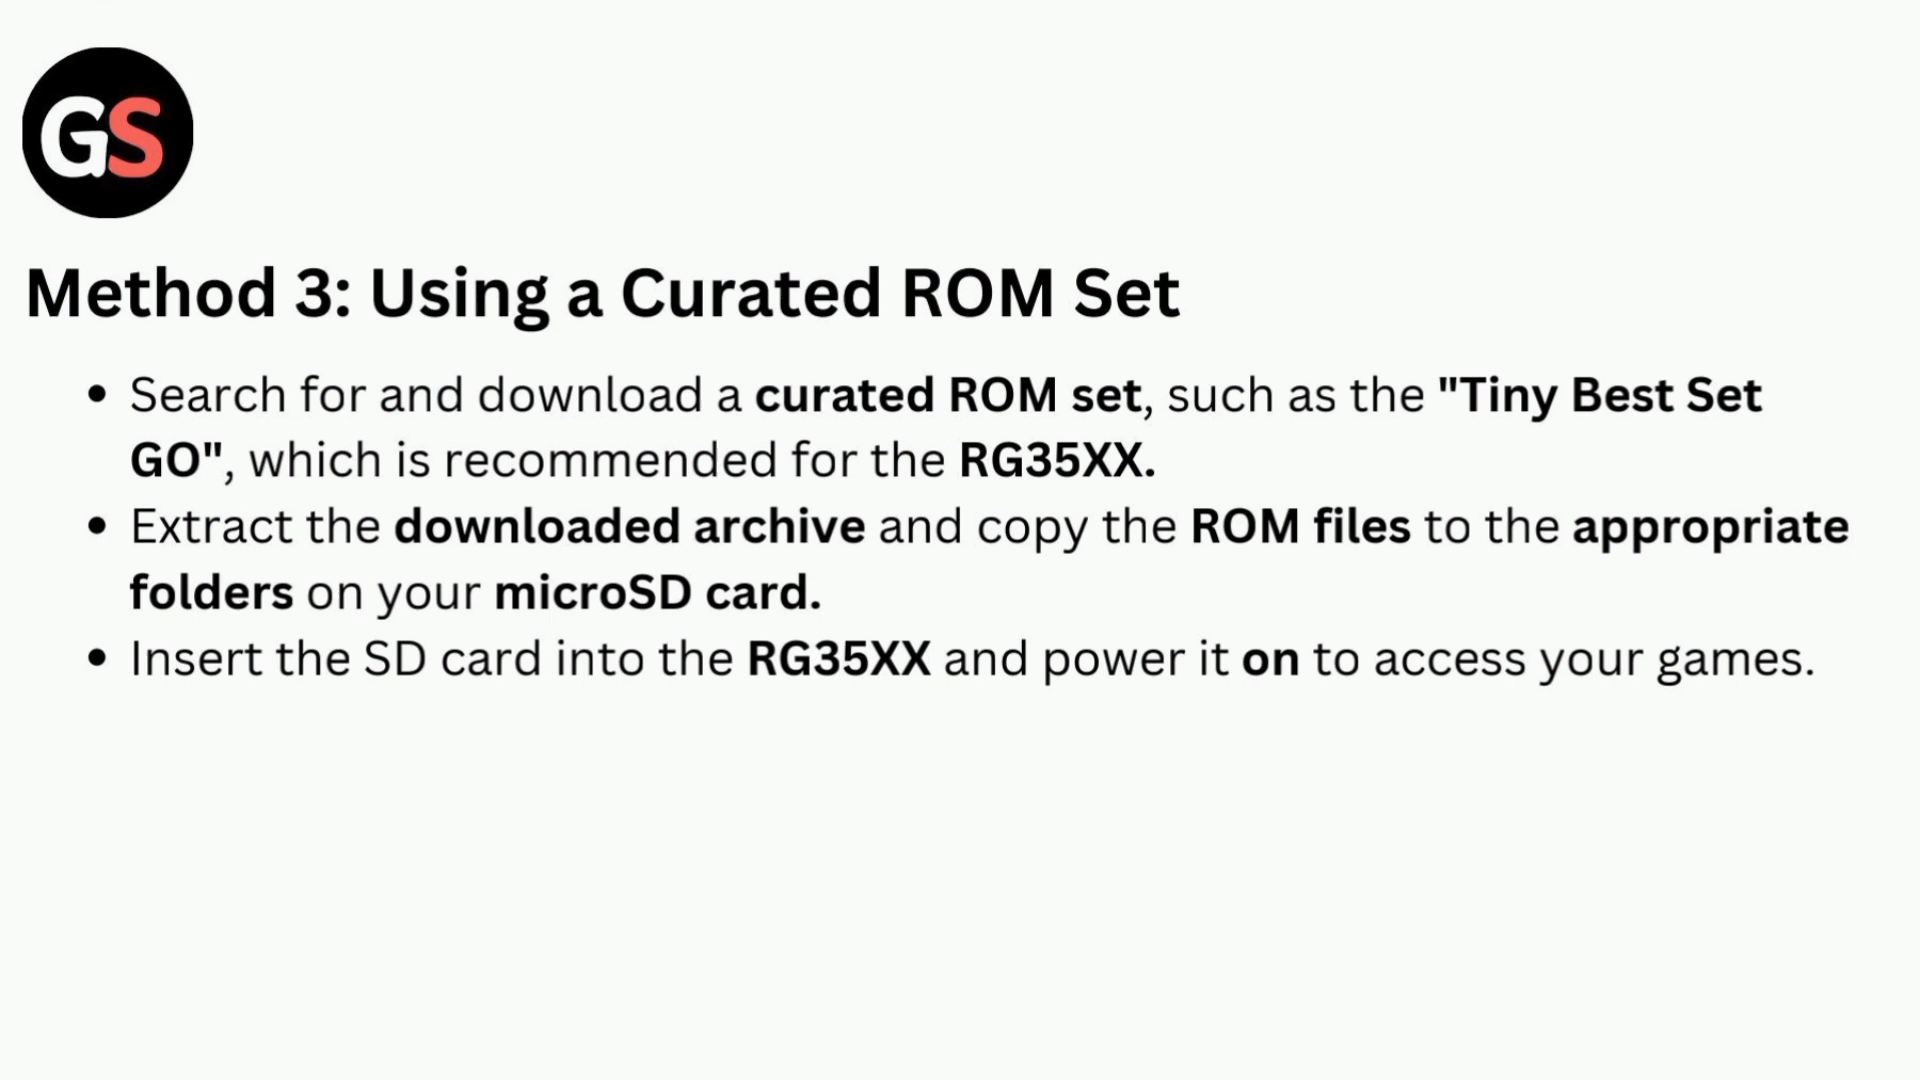 GS
Method 3: Using a Curated ROM Set
• Search for and download a curated ROM set, such as the "Tiny Best Set
GO", which is recommended for the RG35XX.
• Extract the downloaded archive and copy the ROM files to the appropriate
folders on your microSD card.
• Insert the SD card into the RG35XX and power it on to access your games.